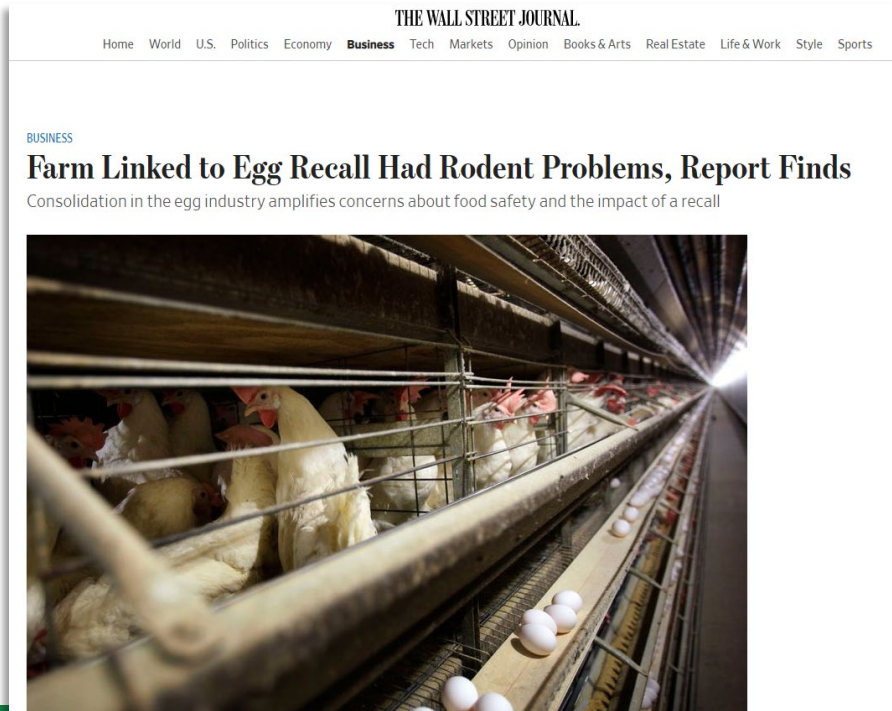 THE WALL STREET JOURNAL.
Home World U.S. Politics Economy Business Tech Markets Opinion Books & Arts Real Estate Life & Work Style Sports
BUSINESS
Farm Linked to Egg Recall Had Rodent Problems, Report Finds
Consolidation in the egg industry amplifies concerns about food safety and the impact of a recall